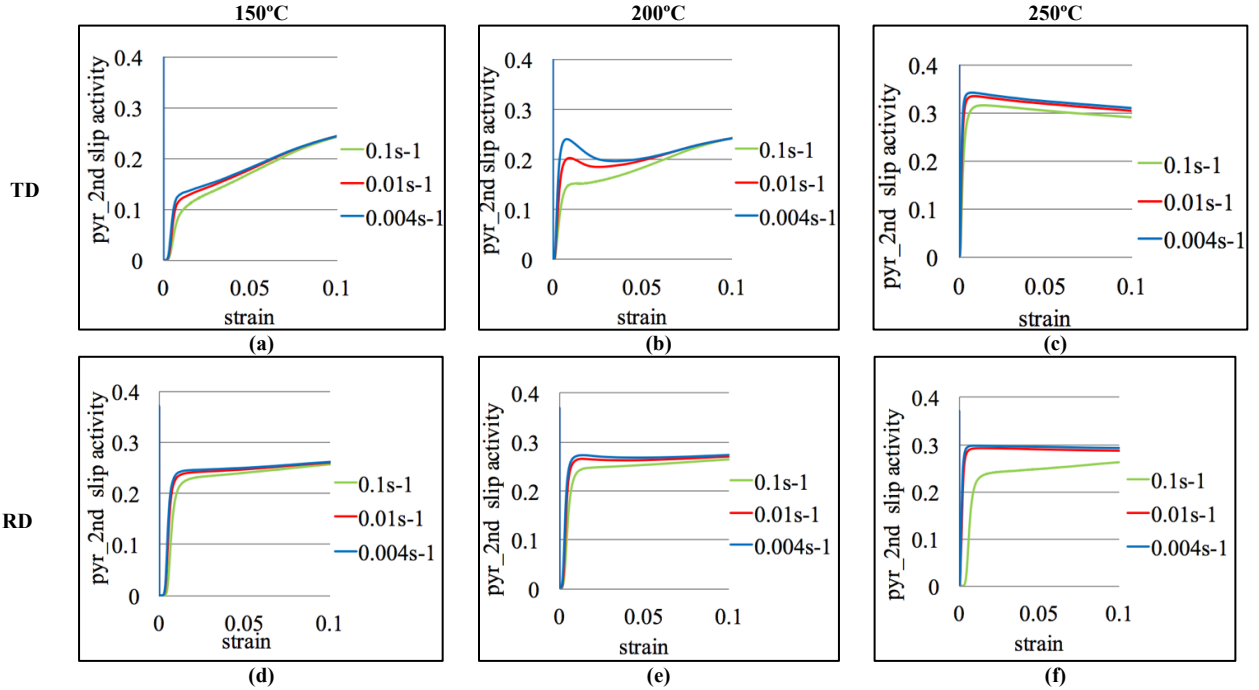 150ºC 200ºC 250ºC
TD
pyr_2nd slip activity
0.4
0.3
0.2
0.1
0
0 0.05 0.1
strain
0.1s-1
0.01s-1
0.004s-1
(a)
pyr_2nd slip activity
0.4
0.3
0.2
0.1
0
0 0.05 0.1
strain
0.1s-1
0.01s-1
0.004s-1
(b)
pyr_2nd slip activity
0.4
0.3
0.2
0.1
0
0 0.05 0.1
strain
0.1s-1
0.01s-1
0.004s-1
(c)
RD
pyr_2nd slip activity
0.4
0.3
0.2
0.1
0
0 0.05 0.1
strain
0.1s-1
0.01s-1
0.004s-1
(d)
pyr_2nd slip activity
0.4
0.3
0.2
0.1
0
0 0.05 0.1
strain
0.1s-1
0.01s-1
0.004s-1
(e)
pyr_2nd slip activity
0.4
0.3
0.2
0.1
0
0 0.05 0.1
strain
0.1s-1
0.01s-1
0.004s-1
(f)